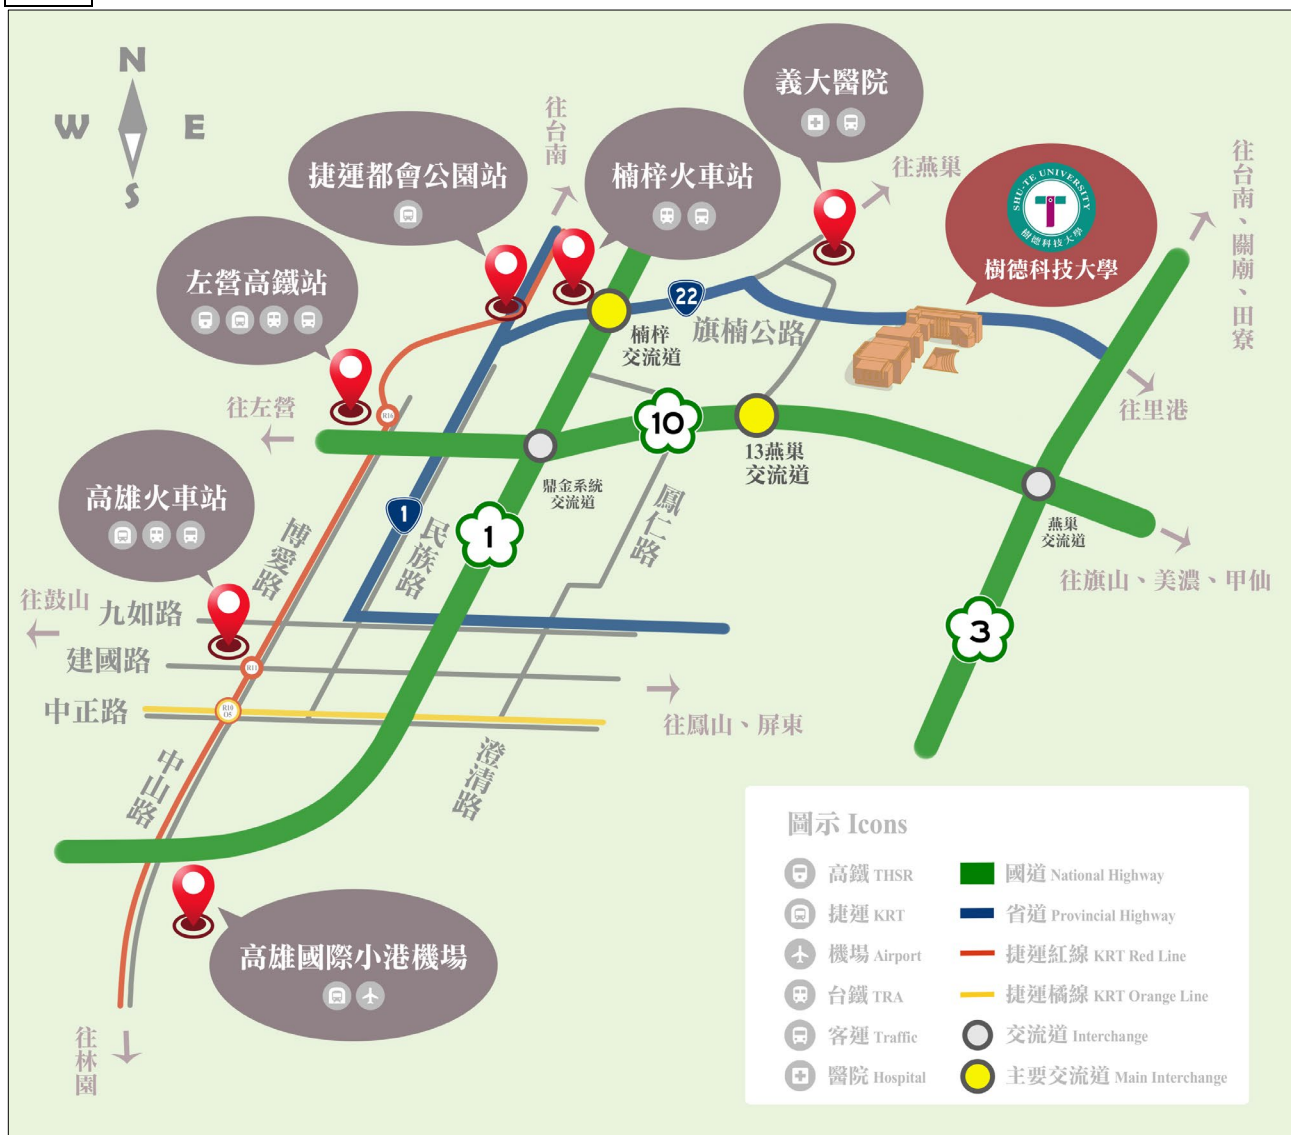 N
W
E
S
義大醫院
往台南
捷運都會公園站
楠梓火車站
往燕巢
往台南、關廟、田寮
SHU-TE UNIVERSITY
樹德科技大學
樹德科技大學
左營高鐵站
22
旗楠公路
楠梓
交流道
往左營
往里港
R16
10
13燕巢
交流道
鼎金系統
交流道
高雄火車站
1
1
博愛路
民族路
鳳仁路
燕巢
交流道
往旗山、美濃、甲仙
往鼓山
九如路
3
建國路
R11
中正路
R10
O5
往鳳山、屏東
中山路
澄清路
高雄國際小港機場
往林園
圖示 Icons
高鐵 THSR
國道 National Highway
捷運 KRT
省道 Provincial Highway
機場 Airport
捷運紅線 KRT Red Line
台鐵 TRA
捷運橘線 KRT Orange Line
客運 Traffic
交流道 Interchange
醫院 Hospital
主要交流道 Main Interchange